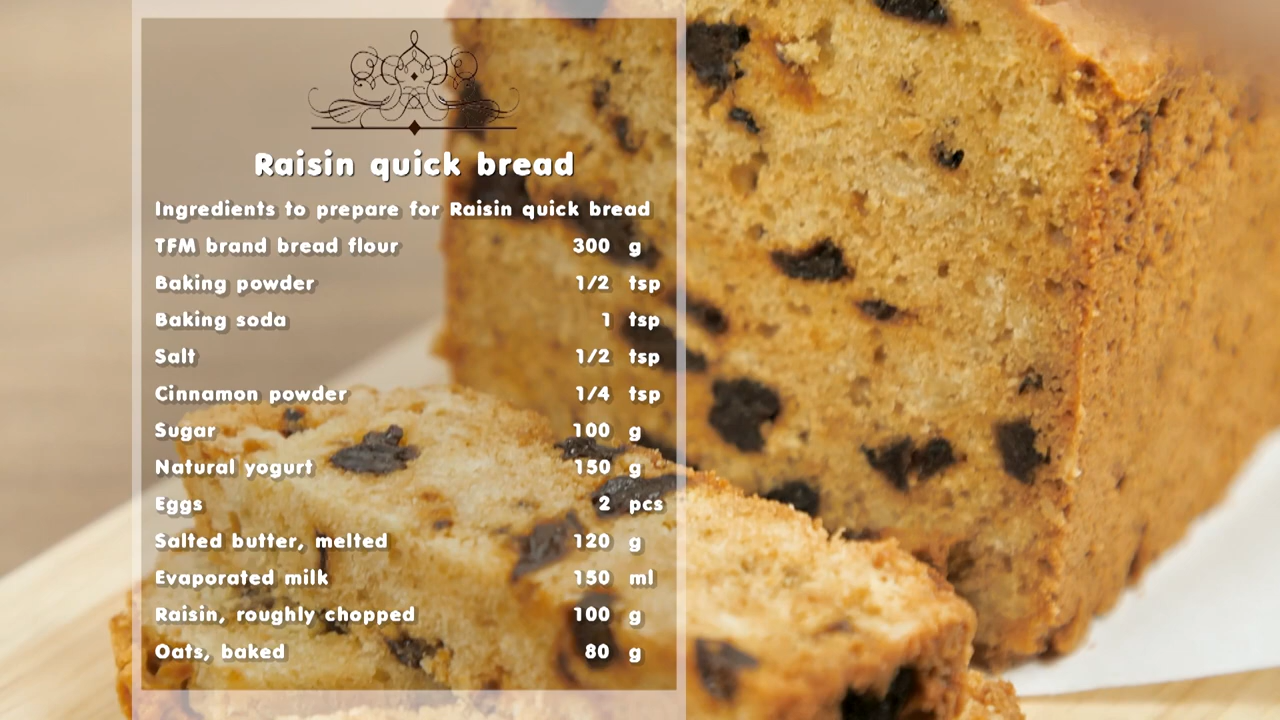 Raisin quick bread
Ingredients to prepare for Raisin quick bread
TFM brand bread flour 300 g
Baking powder 1/2 tsp
Baking soda 1 tsp
Salt 1/2 tsp
Cinnamon powder 1/4 tsp
Sugar 100 g
Natural yogurt 150 g
Eggs 2 pcs
Salted butter, melted 120 g
Evaporated milk 150 ml
Raisin, roughly chopped 100 g
Oats, baked 80 g